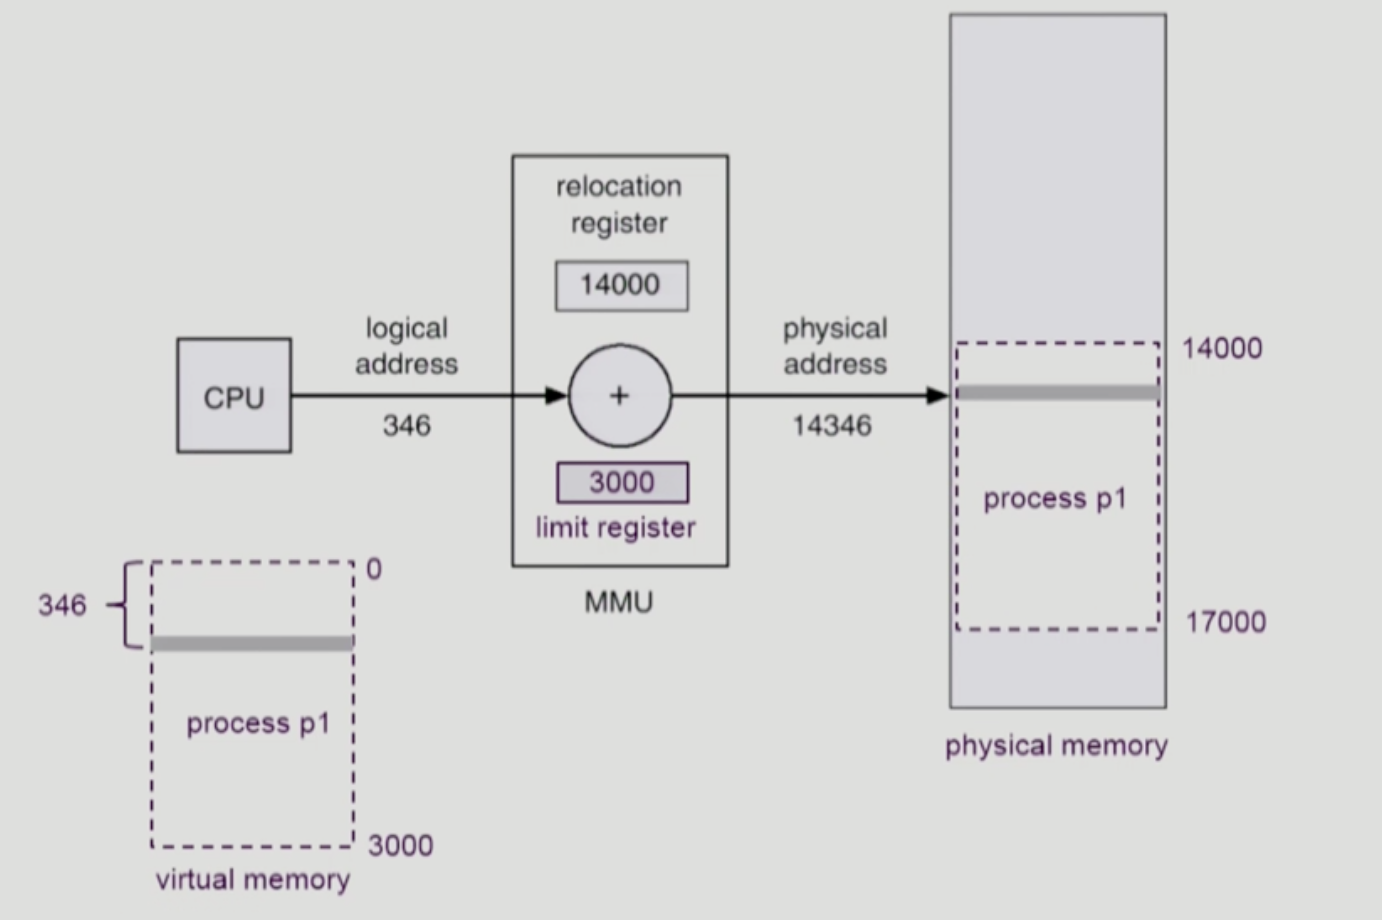 relocation
register
14000
logical
address
346
CPU
+
physical
address
14346
3000
limit register
MMU
14000
process p1
17000
physical memory
346
0
process p1
3000
virtual memory